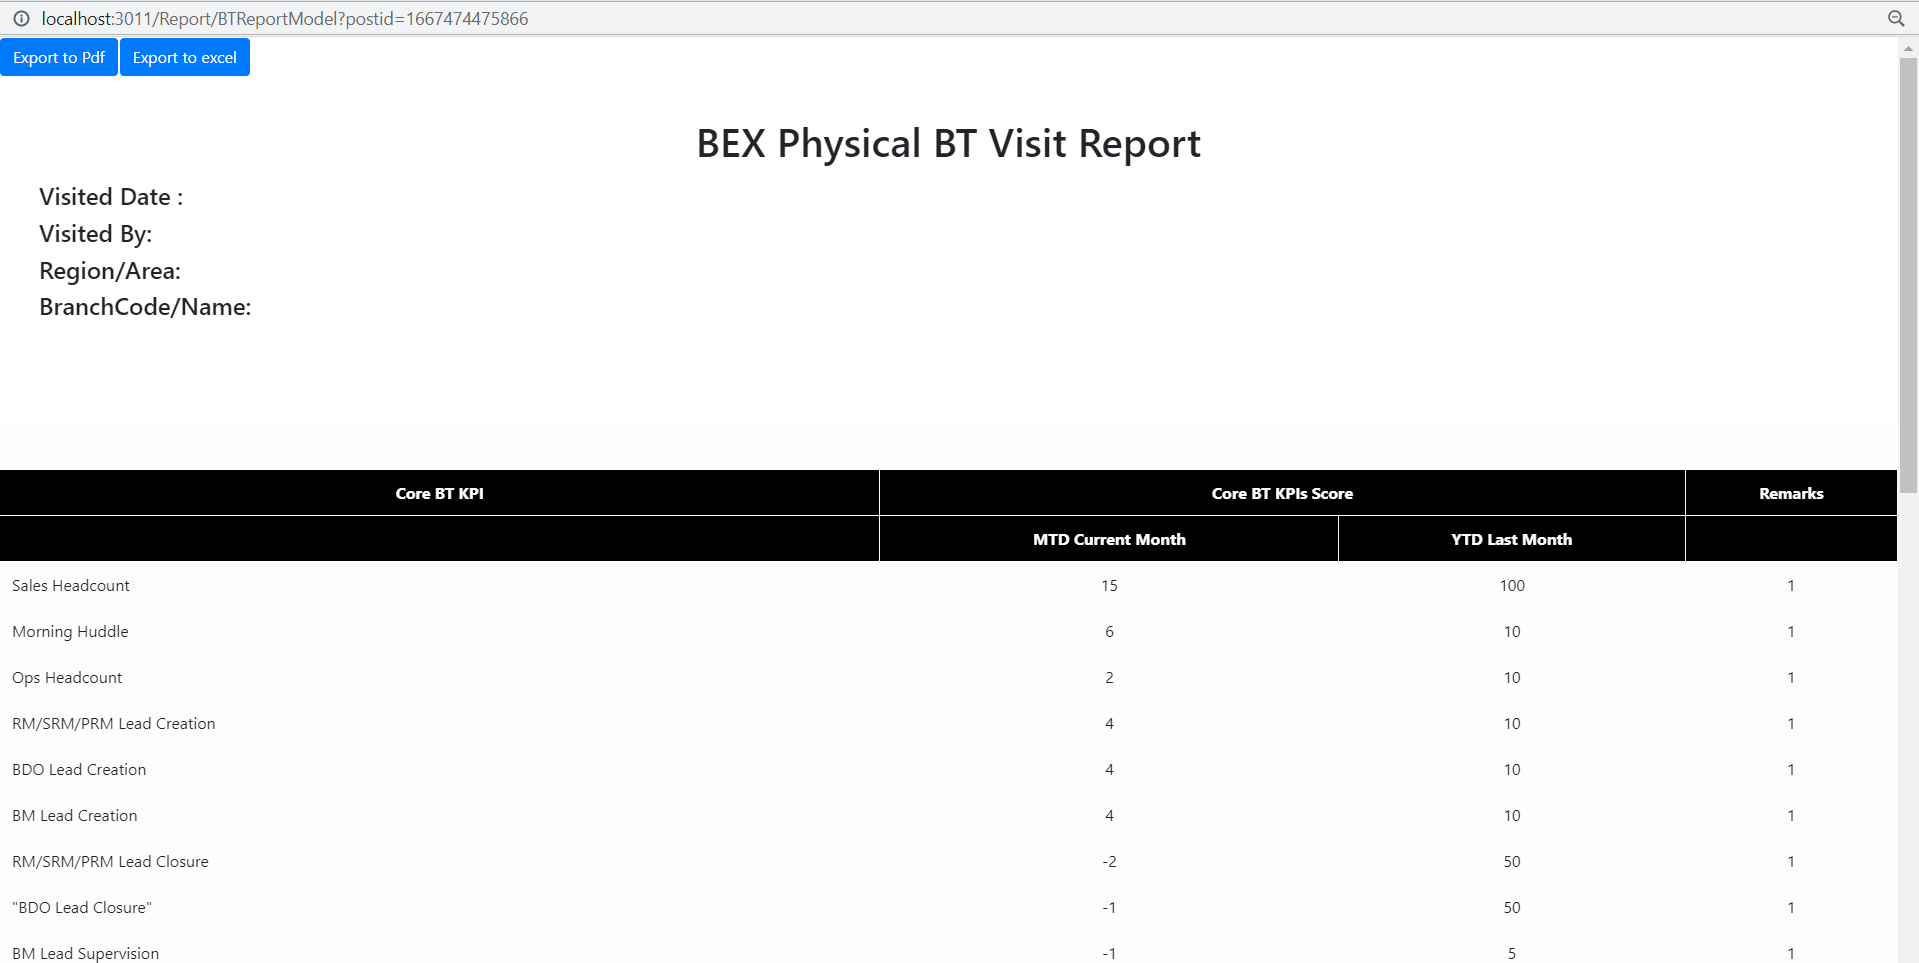 localhost:3011/Report/BTReportModel?postid=1667474475866
Export to Pdf Export to excel
BEX Physical BT Visit Report
Visited Date :
Visited By:
Region/Area:
BranchCode/Name:
Core BT KPI Core BT KPIs Score Remarks
MTD Current Month YTD Last Month
Sales Headcount 15 100 1
Morning Huddle 6 10 1
Ops Headcount 2 10 1
RM/SRM/PRM Lead Creation 4 10 1
BDO Lead Creation 4 10 1
BM Lead Creation 4 10 1
RM/SRM/PRM Lead Closure -2 50 1
"BDO Lead Closure" -1 50 1
BM Lead Supervision -1 5 1